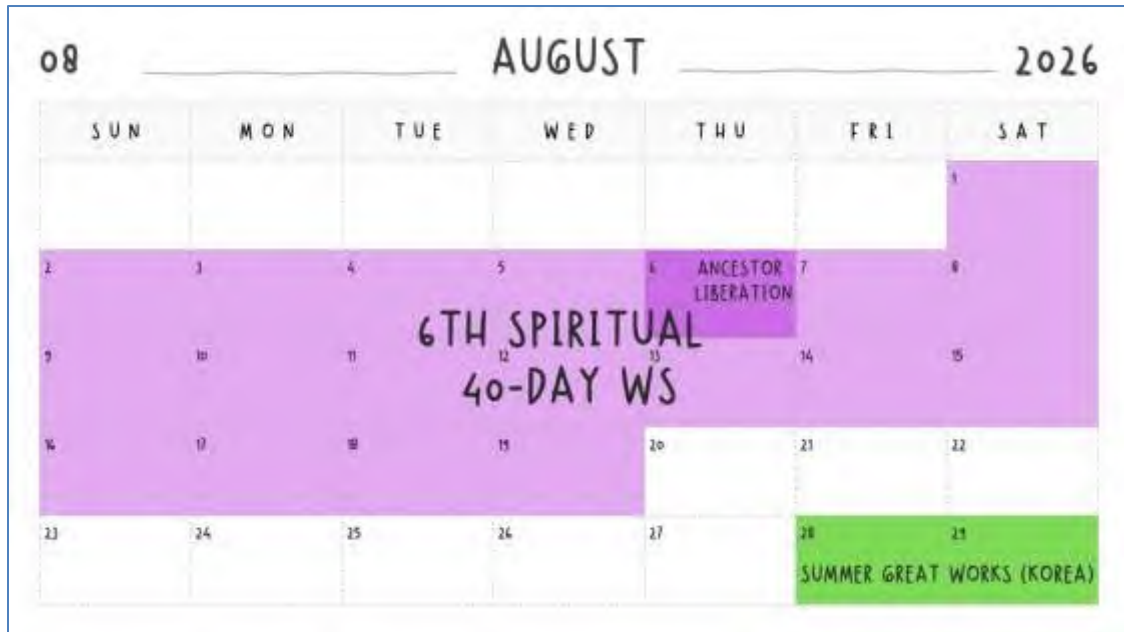 08 AUGUST 2026
SUN MON TUE WED THU FRI SAT
1
2 3 4 5 6 ANCESTOR 7 8
LIBERATION
6TH SPIRITUAL
9 10 11 12 13 14 15
40-DAY WS
16 17 18 19 20 21 22
23 24 25 26 27 28 29
SUMMER GREAT WORKS (KOREA)